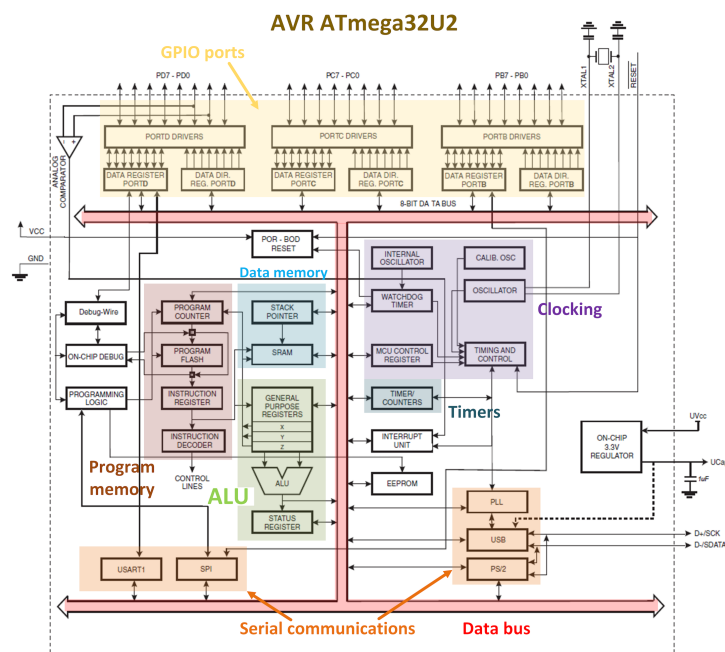 AVR ATmega32U2
GPIO ports
PD7 - PD0
PC7 - PC0
PB7 - PB0
XTAL1
XTAL2
RESET
PORTD DRIVERS
PORTC DRIVERS
PORTB DRIVERS
ANALOG
COMPARATOR
DATA REGISTER
PORTD
DATA DIR.
REG. PORTD
DATA REGISTER
PORTC
DATA DIR.
REG. PORTC
DATA REGISTER
PORTB
DATA DIR.
REG. PORTB
8-BIT DA TA BUS
VCC
GND
POR - BOD
RESET
INTERNAL
OSCILLATOR
CALIB. OSC
Data memory
OSCILLATOR
WATCHDOG
TIMER
Clocking
Debug-Wire
PROGRAM
COUNTER
STACK
POINTER
ON-CHIP DEBUG
PROGRAM
FLASH
SRAM
MCU CONTROL
REGISTER
TIMING AND
CONTROL
PROGRAMMING
LOGIC
INSTRUCTION
REGISTER
GENERAL
PURPOSE
REGISTERS
X
Y
Z
TIMER/
COUNTERS
Timers
INSTRUCTION
DECODER
INTERRUPT
UNIT
ON-CHIP
3.3V
REGULATOR
UVcc
UCa
1uF
Program
memory
CONTROL
LINES
ALU
ALU
EEPROM
STATUS
REGISTER
PLL
USB
PS/2
D+/SCK
D-/SDATA
USART1
SPI
Serial communications
Data bus